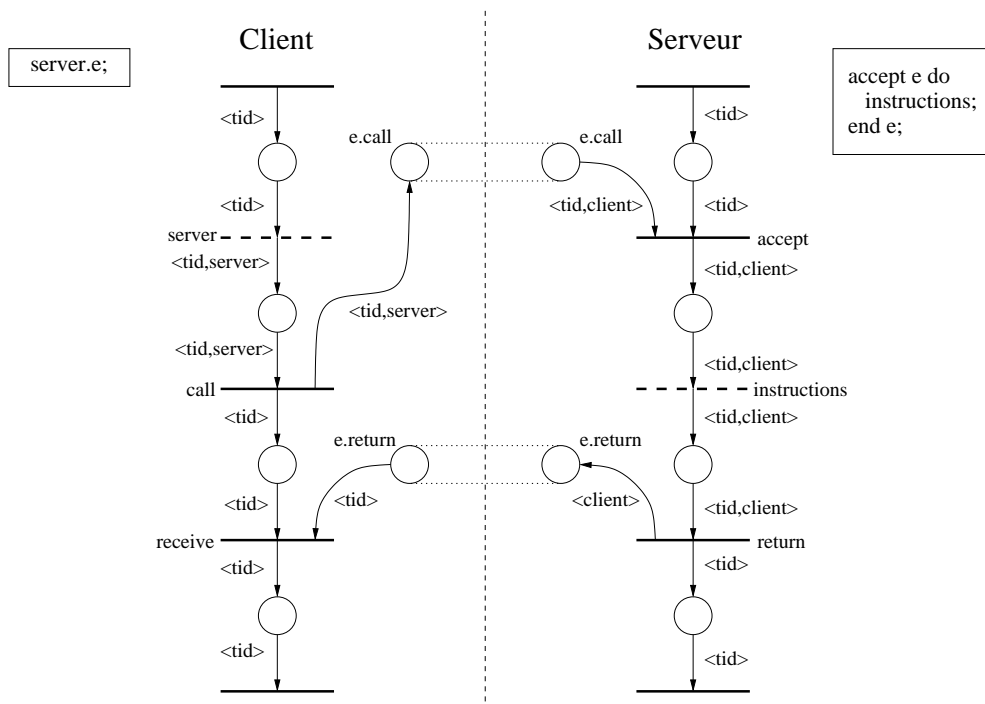 Client
Serveur
server.e;
accept e do
instructions;
end e;
<tid>
<tid>
e.call
e.call
<tid>
<tid,client>
<tid>
server
accept
<tid,server>
<tid,client>
<tid,server>
<tid,server>
<tid,client>
call
instructions
<tid>
<tid,client>
e.return
e.return
<tid>
<tid>
<client>
<tid,client>
receive
return
<tid>
<tid>
<tid>
<tid>